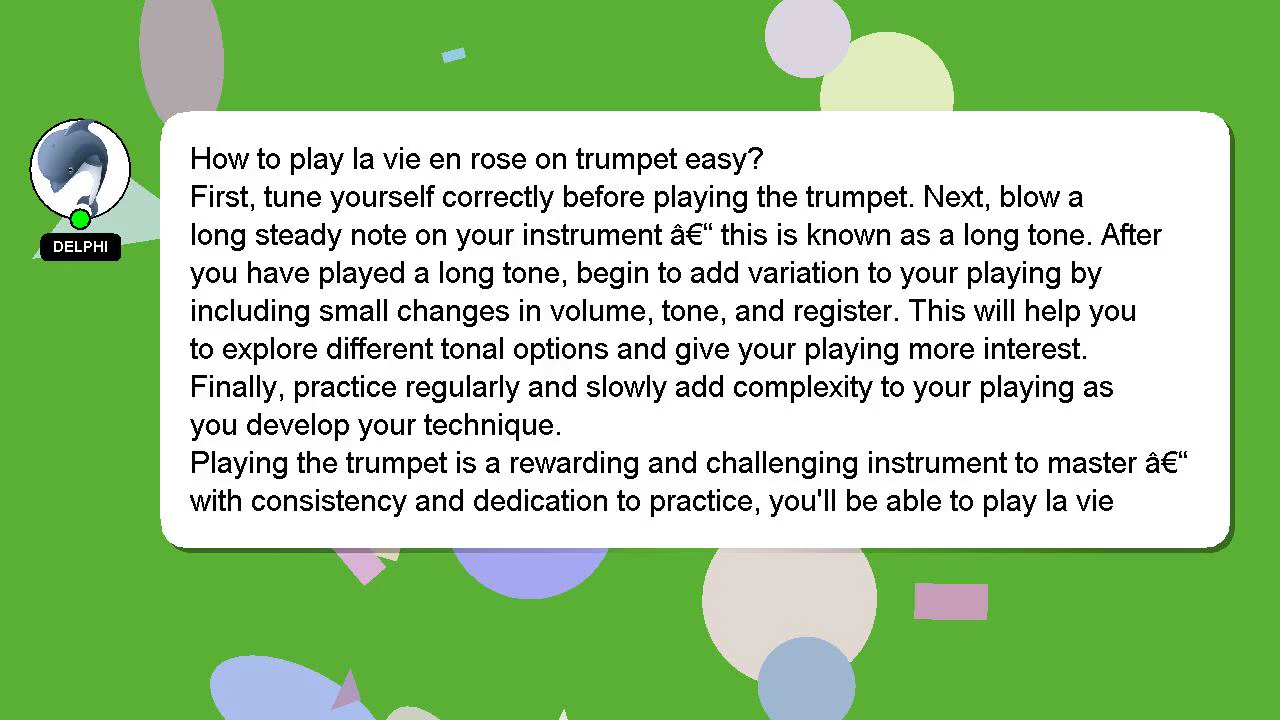 How to play la vie en rose on trumpet easy?
First, tune yourself correctly before playing the trumpet. Next, blow a
long steady note on your instrument â€“ this is known as a long tone. After
you have played a long tone, begin to add variation to your playing by
including small changes in volume, tone, and register. This will help you
to explore different tonal options and give your playing more interest.
Finally, practice regularly and slowly add complexity to your playing as
you develop your technique.
Playing the trumpet is a rewarding and challenging instrument to master â€“
with consistency and dedication to practice, you'll be able to play la vie
DELPHI